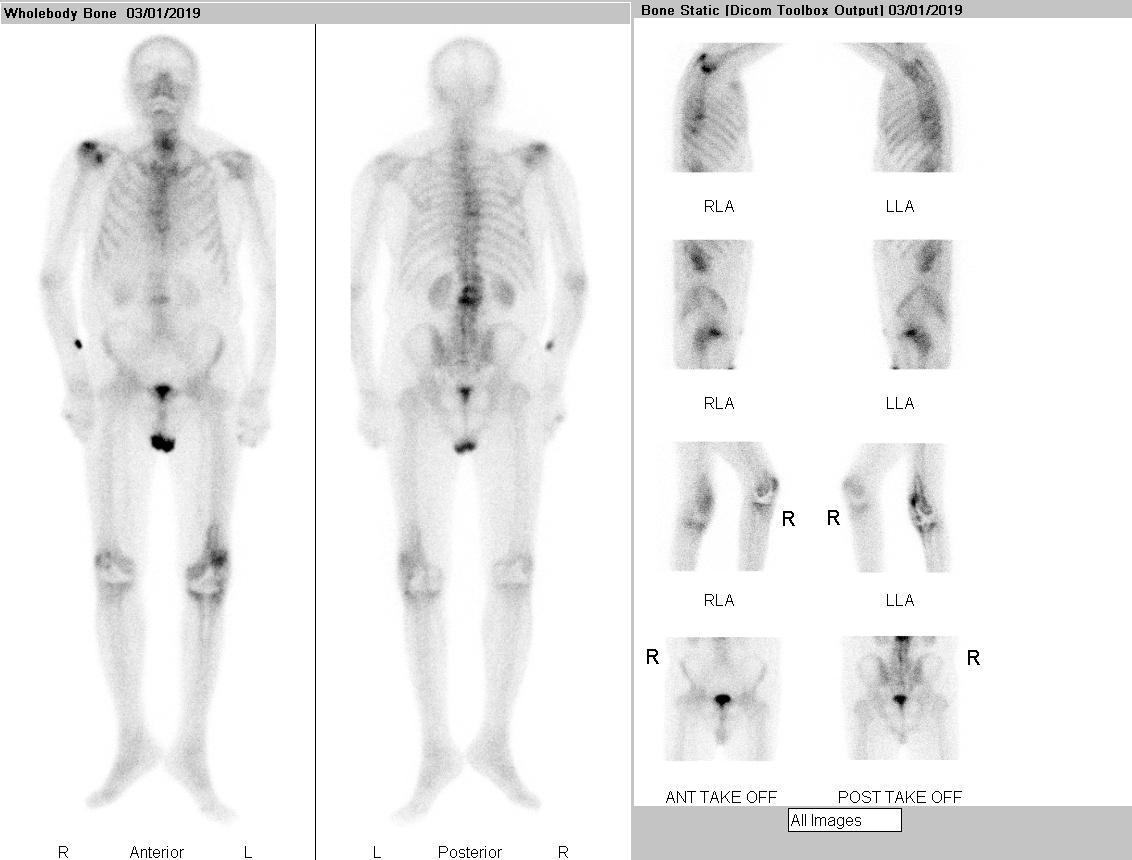 Wholebody Bone 03/01/2019
Bone Static [Dicom Toolbox Output] 03/01/2019
RLA LLA
RLA LLA
R R
RLA LLA
R R
ANT TAKE OFF POST TAKE OFF
All Images
R Anterior L L Posterior R